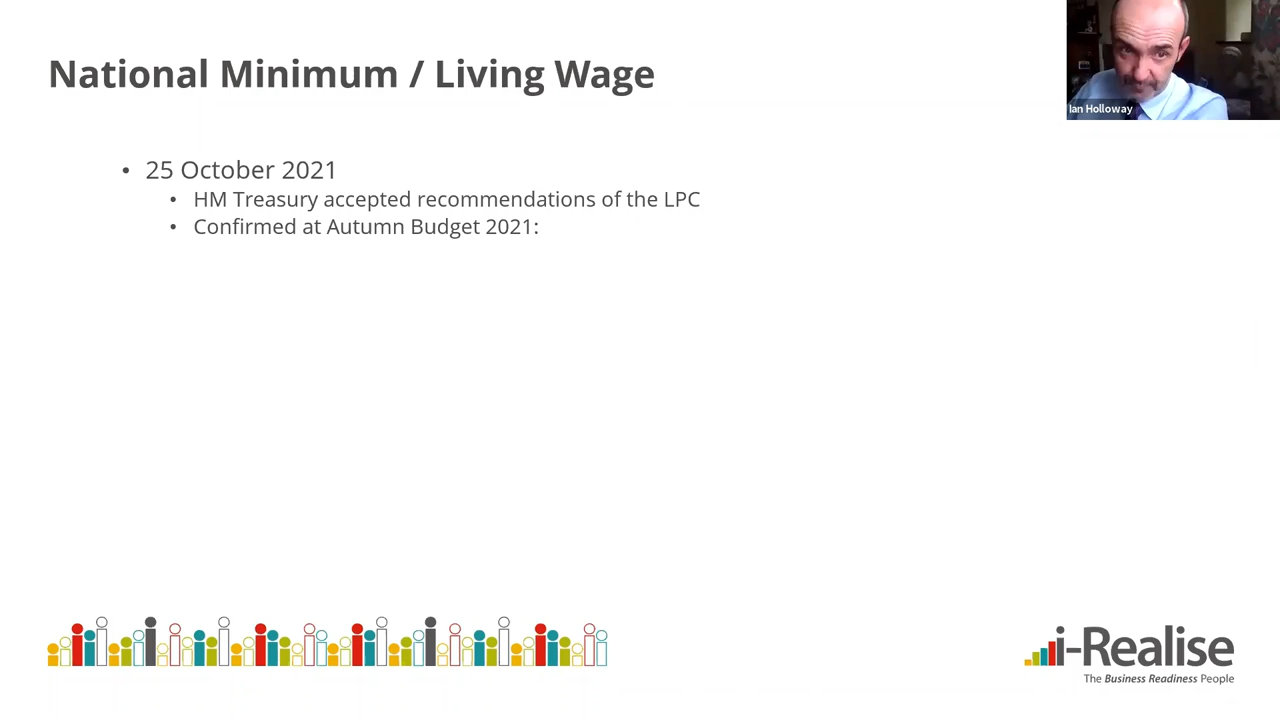 National Minimum / Living Wage
Ian Holloway
• 25 October 2021
• HM Treasury accepted recommendations of the LPC
• Confirmed at Autumn Budget 2021:
i-Realise
The Business Readiness People